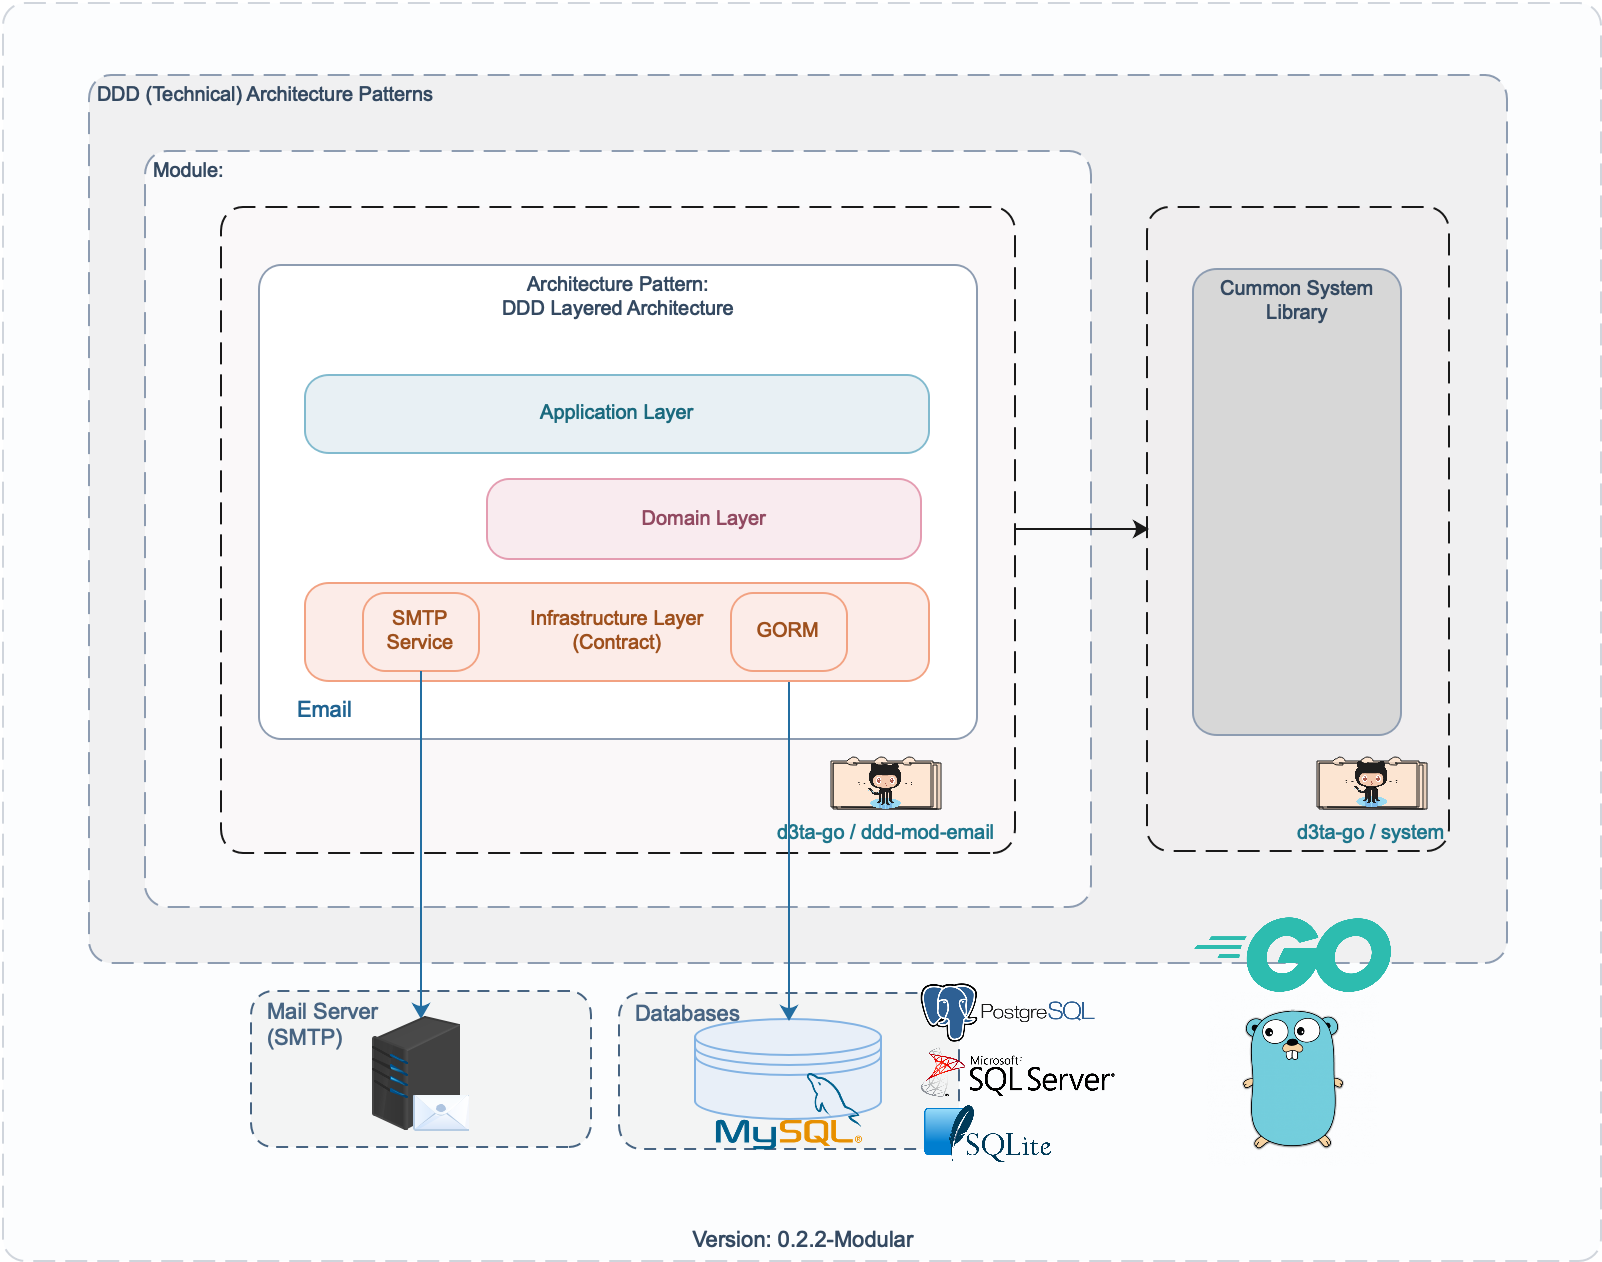 DDD (Technical) Architecture Patterns
Module:
Architecture Pattern:
DDD Layered Architecture
Cummon System
Library
Application Layer
Domain Layer
SMTP
Service
Infrastructure Layer
(Contract)
GORM
Email
d3ta-go / ddd-mod-email
d3ta-go / system
GO
Mail Server
(SMTP)
Databases
PostgreSQL
Microsoft®
SQL Server®
MySQL®
SQLite
Version: 0.2.2-Modular